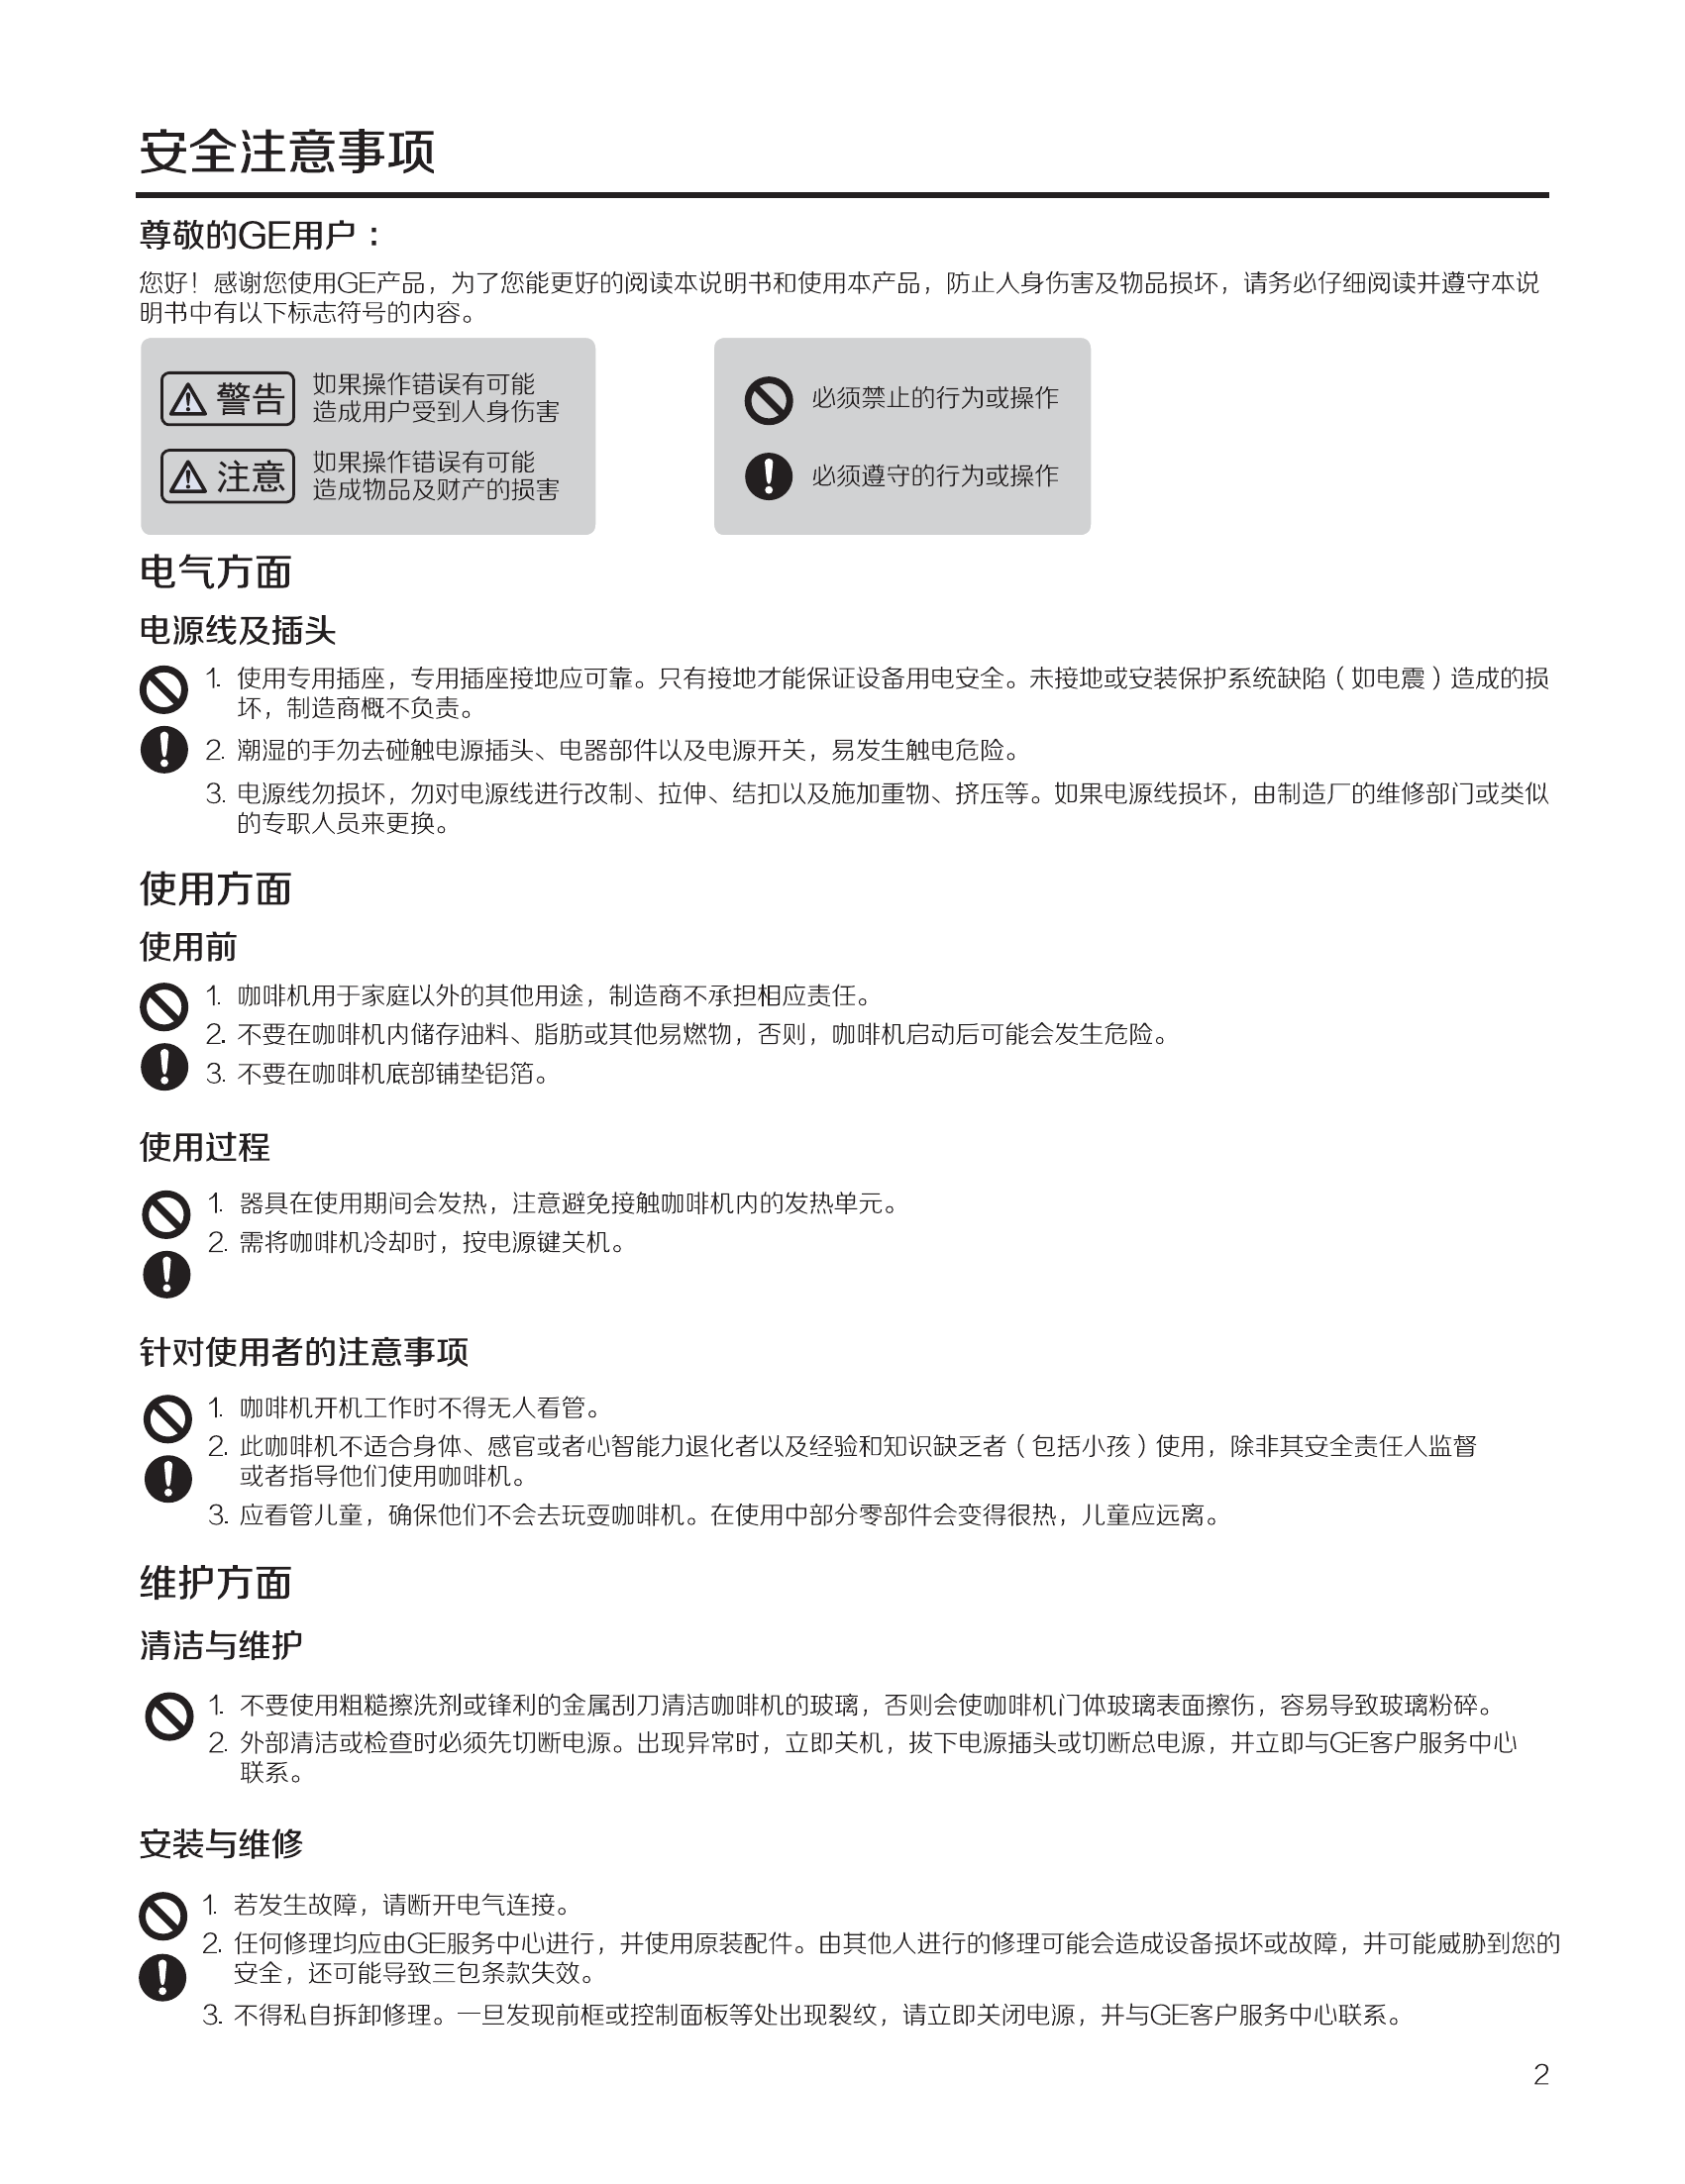 安全注意事项
尊敬的GE用户：
您好！感谢您使用GE产品，为了您能更好的阅读本说明书和使用本产品，防止人身伤害及物品损坏，请务必仔细阅读并遵守本说
明书中有以下标志符号的内容。
警告
如果操作错误有可能
造成用户受到人身伤害
注意
如果操作错误有可能
造成物品及财产的损害
必须禁止的行为或操作
必须遵守的行为或操作
电气方面
电源线及插头
1. 使用专用插座，专用插座接地应可靠。只有接地才能保证设备用电安全。未接地或安装保护系统缺陷（如电震）造成的损
坏，制造商概不负责。
2. 潮湿的手勿去碰触电源插头、电器部件以及电源开关，易发生触电危险。
3. 电源线勿损坏，勿对电源线进行改制、拉伸、结扣以及施加重物、挤压等。如果电源线损坏，由制造厂的维修部门或类似
的专职人员来更换。
使用方面
使用前
1. 咖啡机用于家庭以外的其他用途，制造商不承担相应责任。
2. 不要在咖啡机内储存油料、脂肪或其他易燃物，否则，咖啡机启动后可能会发生危险。
3. 不要在咖啡机底部铺垫铝箔。
使用过程
1. 器具在使用期间会发热，注意避免接触咖啡机内的发热单元。
2. 需将咖啡机冷却时，按电源键关机。
针对使用者的注意事项
1. 咖啡机开机工作时不得无人看管。
2. 此咖啡机不适合身体、感官或者心智能力退化者以及经验和知识缺乏者（包括小孩）使用，除非其安全责任人监督
或者指导他们使用咖啡机。
3. 应看管儿童，确保他们不会去玩耍咖啡机。在使用中部分零部件会变得很热，儿童应远离。
维护方面
清洁与维护
1. 不要使用粗糙擦洗剂或锋利的金属刮刀清洁咖啡机的玻璃，否则会使咖啡机门体玻璃表面擦伤，容易导致玻璃粉碎。
2. 外部清洁或检查时必须先切断电源。出现异常时，立即关机，拔下电源插头或切断总电源，并立即与GE客户服务中心
联系。
安装与维修
1. 若发生故障，请断开电气连接。
2. 任何修理均应由GE服务中心进行，并使用原装配件。由其他人进行的修理可能会造成设备损坏或故障，并可能威胁到您的
安全，还可能导致三包条款失效。
3. 不得私自拆卸修理。一旦发现前框或控制面板等处出现裂纹，请立即关闭电源，并与GE客户服务中心联系。
2